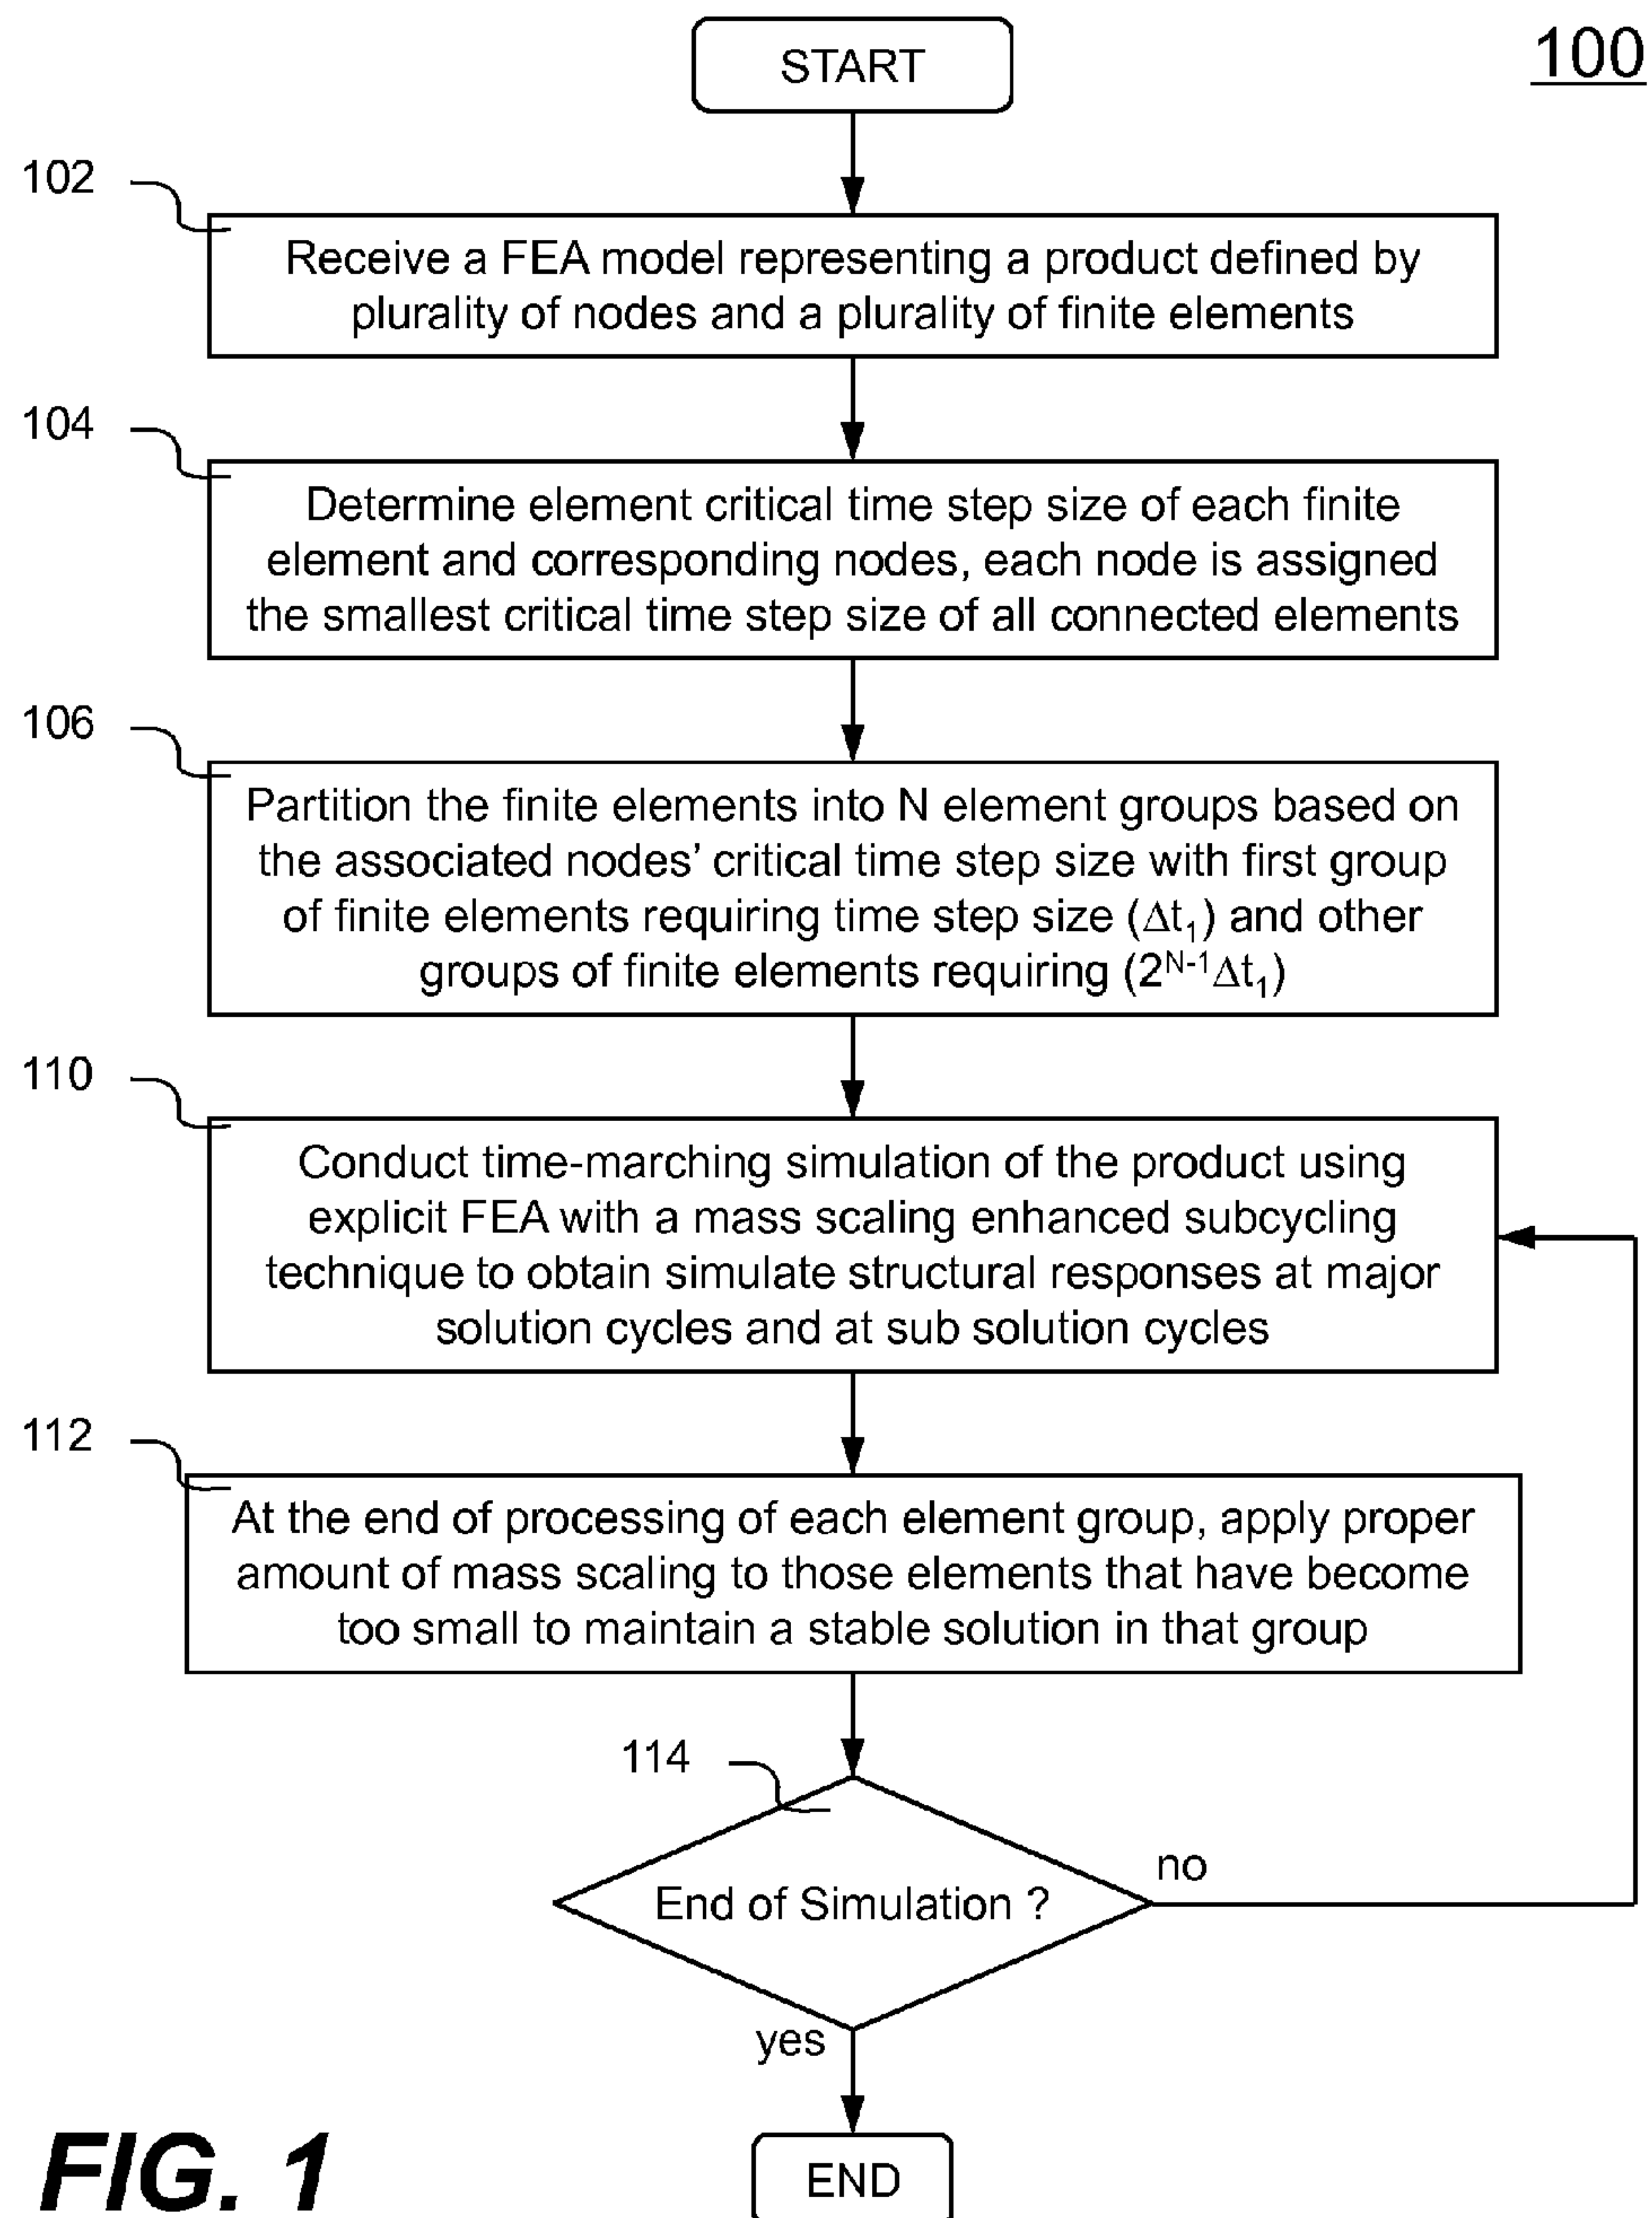 START
100
102
Receive a FEA model representing a product defined by
plurality of nodes and a plurality of finite elements
104
Determine element critical time step size of each finite
element and corresponding nodes, each node is assigned
the smallest critical time step size of all connected elements
106
Partition the finite elements into N element groups based on
the associated nodes’ critical time step size with first group
of finite elements requiring time step size (Δt₁) and other
groups of finite elements requiring (2ᴺ⁻¹Δt₁)
110
Conduct time-marching simulation of the product using
explicit FEA with a mass scaling enhanced subcycling
technique to obtain simulate structural responses at major
solution cycles and at sub solution cycles
112
At the end of processing of each element group, apply proper
amount of mass scaling to those elements that have become
too small to maintain a stable solution in that group
114
End of Simulation ?
no
yes
END
FIG. 1